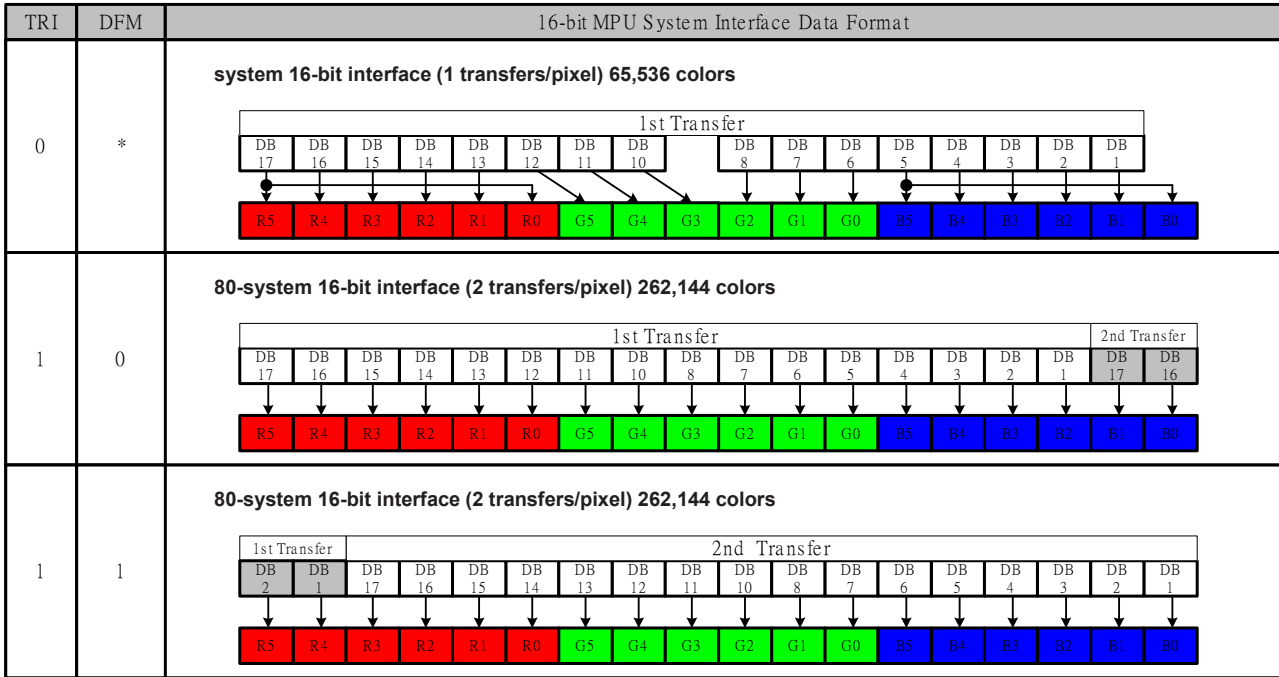 TRI DFM 16-bit MPU System Interface Data Format
0 *
system 16-bit interface (1 transfers/pixel) 65,536 colors
1st Transfer
DB DB DB DB DB DB DB DB DB DB DB DB DB DB DB DB
17 16 15 14 13 12 11 10 8 7 6 5 4 3 2 1
R5 R4 R3 R2 R1 R0 G5 G4 G3 G2 G1 G0 B5 B4 B3 B2 B1 B0
1 0
80-system 16-bit interface (2 transfers/pixel) 262,144 colors
1st Transfer 2nd Transfer
DB DB DB DB DB DB DB DB DB DB DB DB DB DB DB DB DB DB
17 16 15 14 13 12 11 10 8 7 6 5 4 3 2 1 17 16
R5 R4 R3 R2 R1 R0 G5 G4 G3 G2 G1 G0 B5 B4 B3 B2 B1 B0
1 1
80-system 16-bit interface (2 transfers/pixel) 262,144 colors
1st Transfer 2nd Transfer
DB DB DB DB DB DB DB DB DB DB DB DB DB DB DB DB DB DB
2 1 17 16 15 14 13 12 11 10 8 7 6 5 4 3 2 1
R5 R4 R3 R2 R1 R0 G5 G4 G3 G2 G1 G0 B5 B4 B3 B2 B1 B0